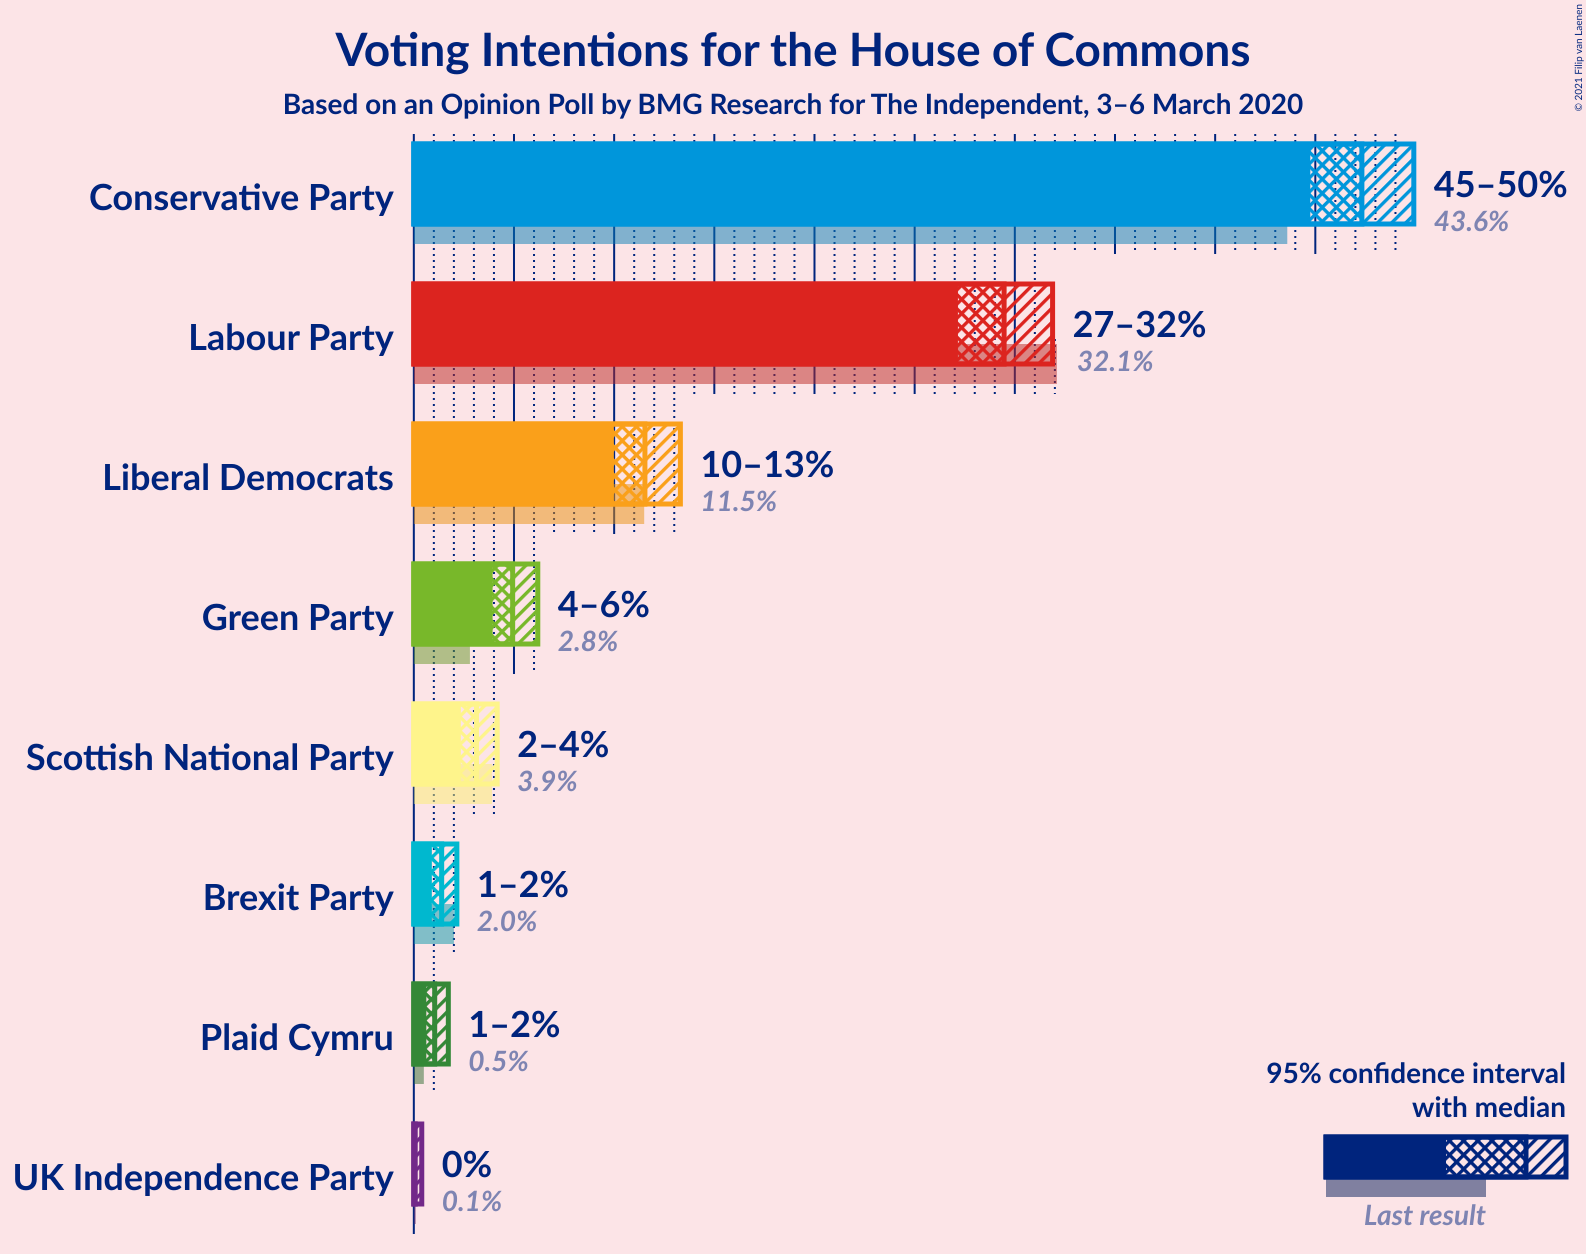 Voting Intentions for the House of Commons
Based on an Opinion Poll by BMG Research for The Independent, 3–6 March 2020
© 2021 Filip van Laenen
Conservative Party
45–50%
43.6%
Labour Party
27–32%
32.1%
Liberal Democrats
10–13%
11.5%
Green Party
4–6%
2.8%
Scottish National Party
2–4%
3.9%
Brexit Party
1–2%
2.0%
Plaid Cymru
1–2%
0.5%
UK Independence Party
0%
0.1%
95% confidence interval
with median
Last result